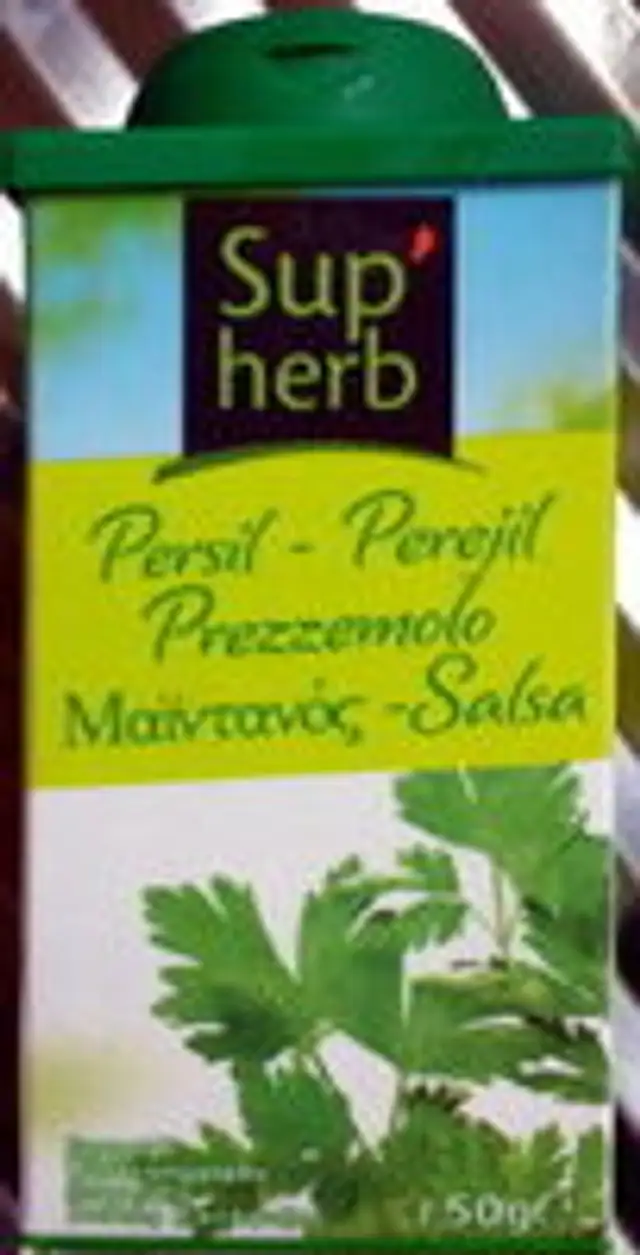 Sup'
herb
Persil - Perejil
Prezzemolo
Μαϊντανός -Salsa
50g